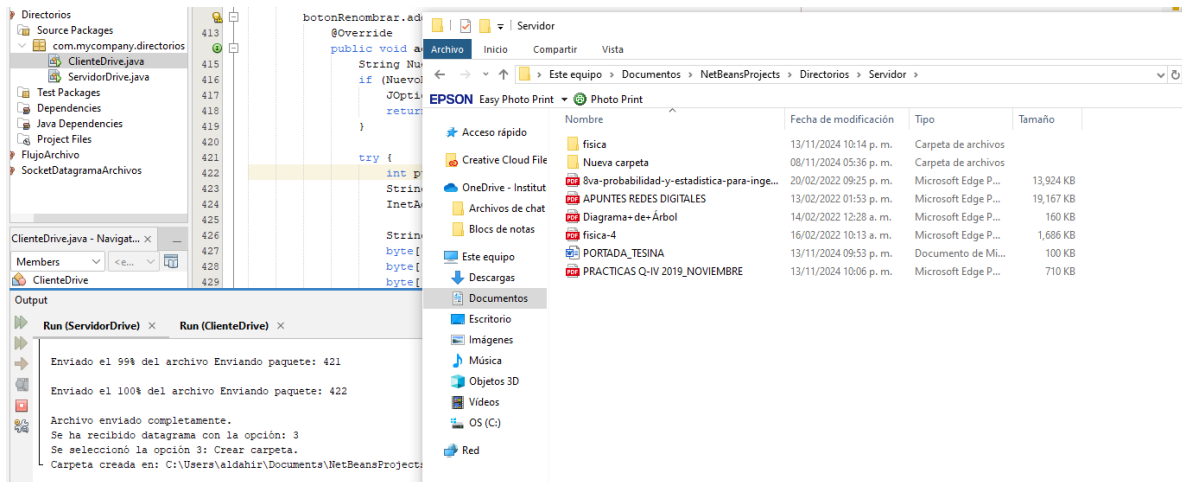 Directorios
Source Packages
com.mycompany.directorios
ClienteDrive.java
ServidorDrive.java
Test Packages
Dependencies
Java Dependencies
Project Files
FlujoArchivo
SocketDatagramaArchivos
ClienteDrive.java - Navigat...
Members
<e...
ClienteDrive
413
415
416
417
418
419
420
421
422
423
424
425
426
427
428
429
botonRenombrar.ad
@Override
public void a
String Nu
if (Nuevo
JOpti
retur
}
try {
int p
Strin
InetA
Strin
byte[
byte[
byte[
Output
Run (ServidorDrive)
Run (ClienteDrive)
Enviado el 99% del archivo Enviando paquete: 421
Enviado el 100% del archivo Enviando paquete: 422
Archivo enviado completamente.
Se ha recibido datagrama con la opción: 3
Se seleccionó la opción 3: Crear carpeta.
Carpeta creada en: C:\Users\aldahir\Documents\NetBeansProjects
Servidor
Archivo Inicio Compartir Vista
Este equipo > Documentos > NetBeansProjects > Directorios > Servidor >
EPSON Easy Photo Print Photo Print
Acceso rápido
Creative Cloud File
OneDrive - Institut
Archivos de chat
Blocs de notas
Este equipo
Descargas
Documentos
Escritorio
Imágenes
Música
Objetos 3D
Vídeos
OS (C:)
Red
Nombre Fecha de modificación Tipo Tamaño
fisica 13/11/2024 10:14 p. m. Carpeta de archivos
Nueva carpeta 08/11/2024 05:36 p. m. Carpeta de archivos
8va-probabilidad-y-estadistica-para-inge... 20/02/2022 09:25 p. m. Microsoft Edge P... 13,924 KB
APUNTES REDES DIGITALES 13/02/2022 01:53 p. m. Microsoft Edge P... 19,167 KB
Diagrama+de+Árbol 14/02/2022 12:28 a. m. Microsoft Edge P... 160 KB
fisica-4 16/02/2022 10:13 a. m. Microsoft Edge P... 1,686 KB
PORTADA_TESINA 13/11/2024 09:53 p. m. Documento de Mi... 100 KB
PRACTICAS Q-IV 2019_NOVIEMBRE 13/11/2024 10:06 p. m. Microsoft Edge P... 710 KB